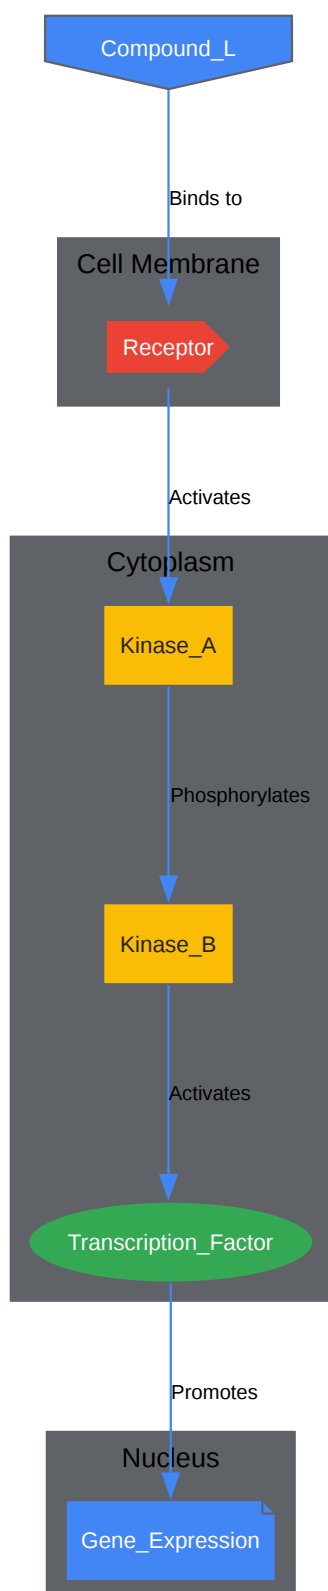 Compound_L
Binds to
Cell Membrane
Receptor
Activates
Cytoplasm
Kinase_A
Phosphorylates
Kinase_B
Activates
Transcription_Factor
Promotes
Nucleus
Gene_Expression